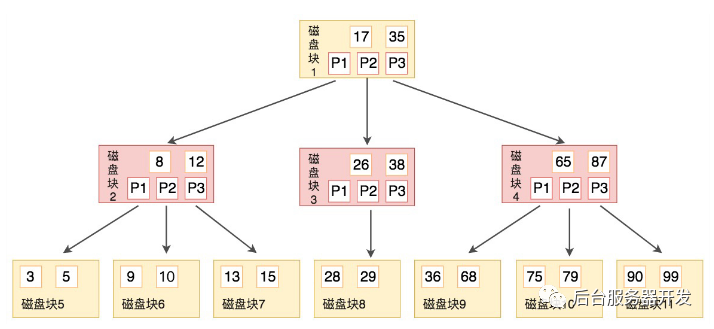 磁盘块1 17 35
P1 P2 P3
磁盘块2 8 12
P1 P2 P3
磁盘块3 26 38
P1 P2 P3
磁盘块4 65 87
P1 P2 P3
3 5
磁盘块5
9 10
磁盘块6
13 15
磁盘块7
28 29
磁盘块8
36 68
磁盘块9
75 79
磁盘块10
90 99
磁盘块11
后台服务器开发